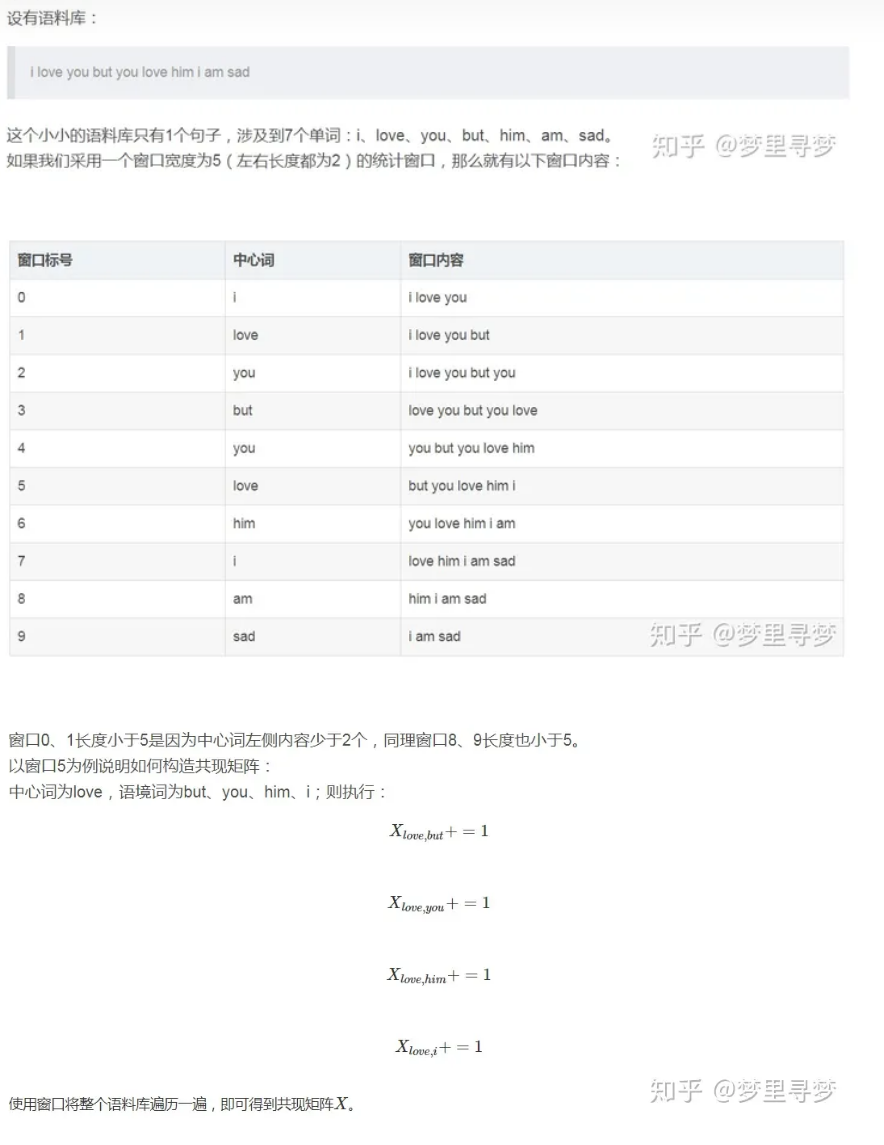 设有语料库：
i love you but you love him i am sad
这个小小的语料库只有1个句子，涉及到7个单词：i、love、you、but、him、am、sad。
知乎 @梦里寻梦
如果我们采用一个窗口宽度为5（左右长度都为2）的统计窗口，那么就有以下窗口内容：
窗口标号 中心词 窗口内容
0 i i love you
1 love i love you but
2 you i love you but you
3 but love you but you love
4 you you but you love him
5 love but you love him i
6 him you love him i am
7 i love him i am sad
8 am him i am sad
9 sad i am sad
知乎 @梦里寻梦
窗口0、1长度小于5是因为中心词左侧内容少于2个，同理窗口8、9长度也小于5。
以窗口5为例说明如何构造共现矩阵：
中心词为love，语境词为but、you、him、i；则执行：
X_{love,but}+ = 1
X_{love,you}+ = 1
X_{love,him}+ = 1
X_{love,i}+ = 1
使用窗口将整个语料库遍历一遍，即可得到共现矩阵X。
知乎 @梦里寻梦